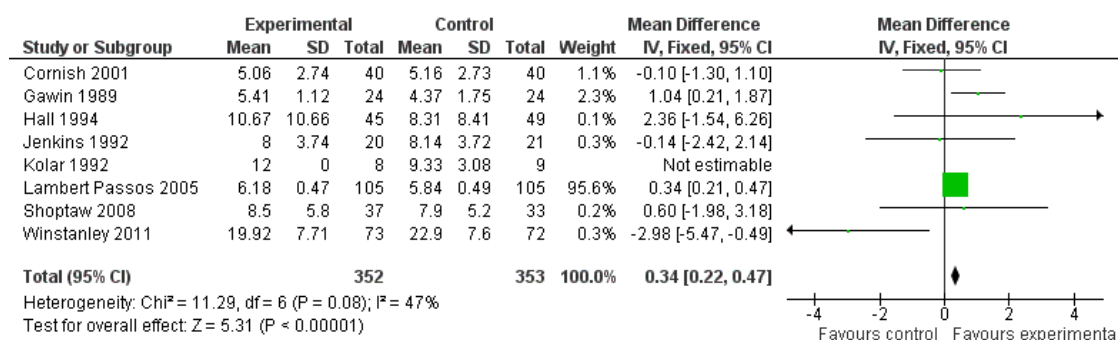 Experimental Control Mean Difference Mean Difference
Study or Subgroup Mean SD Total Mean SD Total Weight IV, Fixed, 95% CI IV, Fixed, 95% CI
Cornish 2001 5.06 2.74 40 5.16 2.73 40 1.1% -0.10 [-1.30, 1.10]
Gawin 1989 5.41 1.12 24 4.37 1.75 24 2.3% 1.04 [0.21, 1.87]
Hall 1994 10.67 10.66 45 8.31 8.41 49 0.1% 2.36 [-1.54, 6.26]
Jenkins 1992 8 3.74 20 8.14 3.72 21 0.3% -0.14 [-2.42, 2.14]
Kolar 1992 12 0 8 9.33 3.08 9 Not estimable
Lambert Passos 2005 6.18 0.47 105 5.84 0.49 105 95.6% 0.34 [0.21, 0.47]
Shoptaw 2008 8.5 5.8 37 7.9 5.2 33 0.2% 0.60 [-1.98, 3.18]
Winstanley 2011 19.92 7.71 73 22.9 7.6 72 0.3% -2.98 [-5.47, -0.49]
Total (95% CI) 352 353 100.0% 0.34 [0.22, 0.47]
Heterogeneity: Chi² = 11.29, df = 6 (P = 0.08); I² = 47%
Test for overall effect: Z = 5.31 (P < 0.00001)
-4 -2 0 2 4
Favours control Favours experimenta